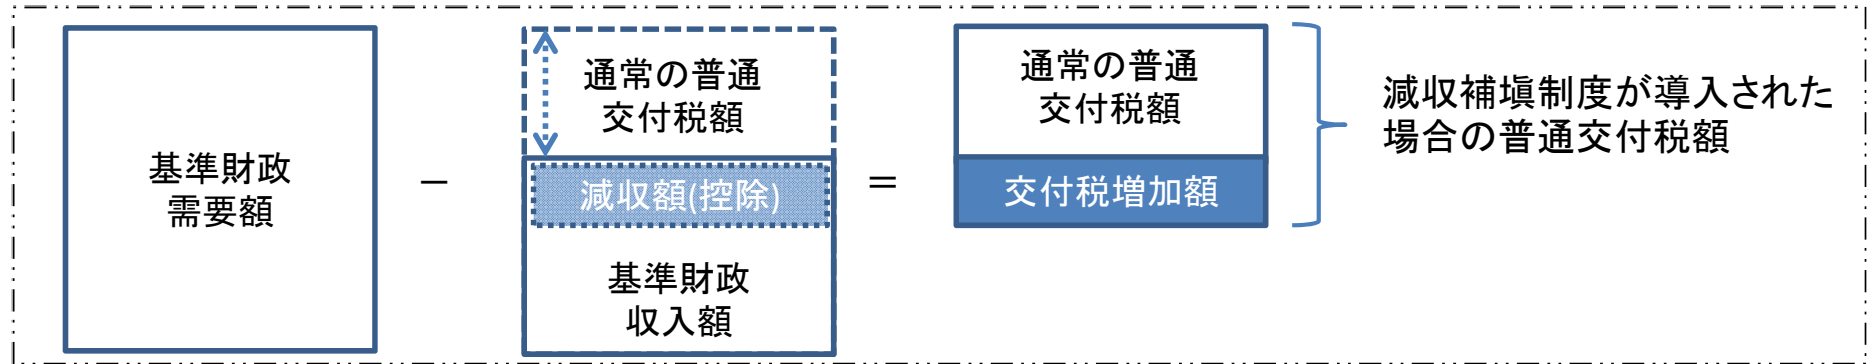 基準財政
需要額
－
通常の普通
交付税額
減収額(控除)
基準財政
収入額
＝
通常の普通
交付税額
交付税増加額
減収補塡制度が導入された
場合の普通交付税額